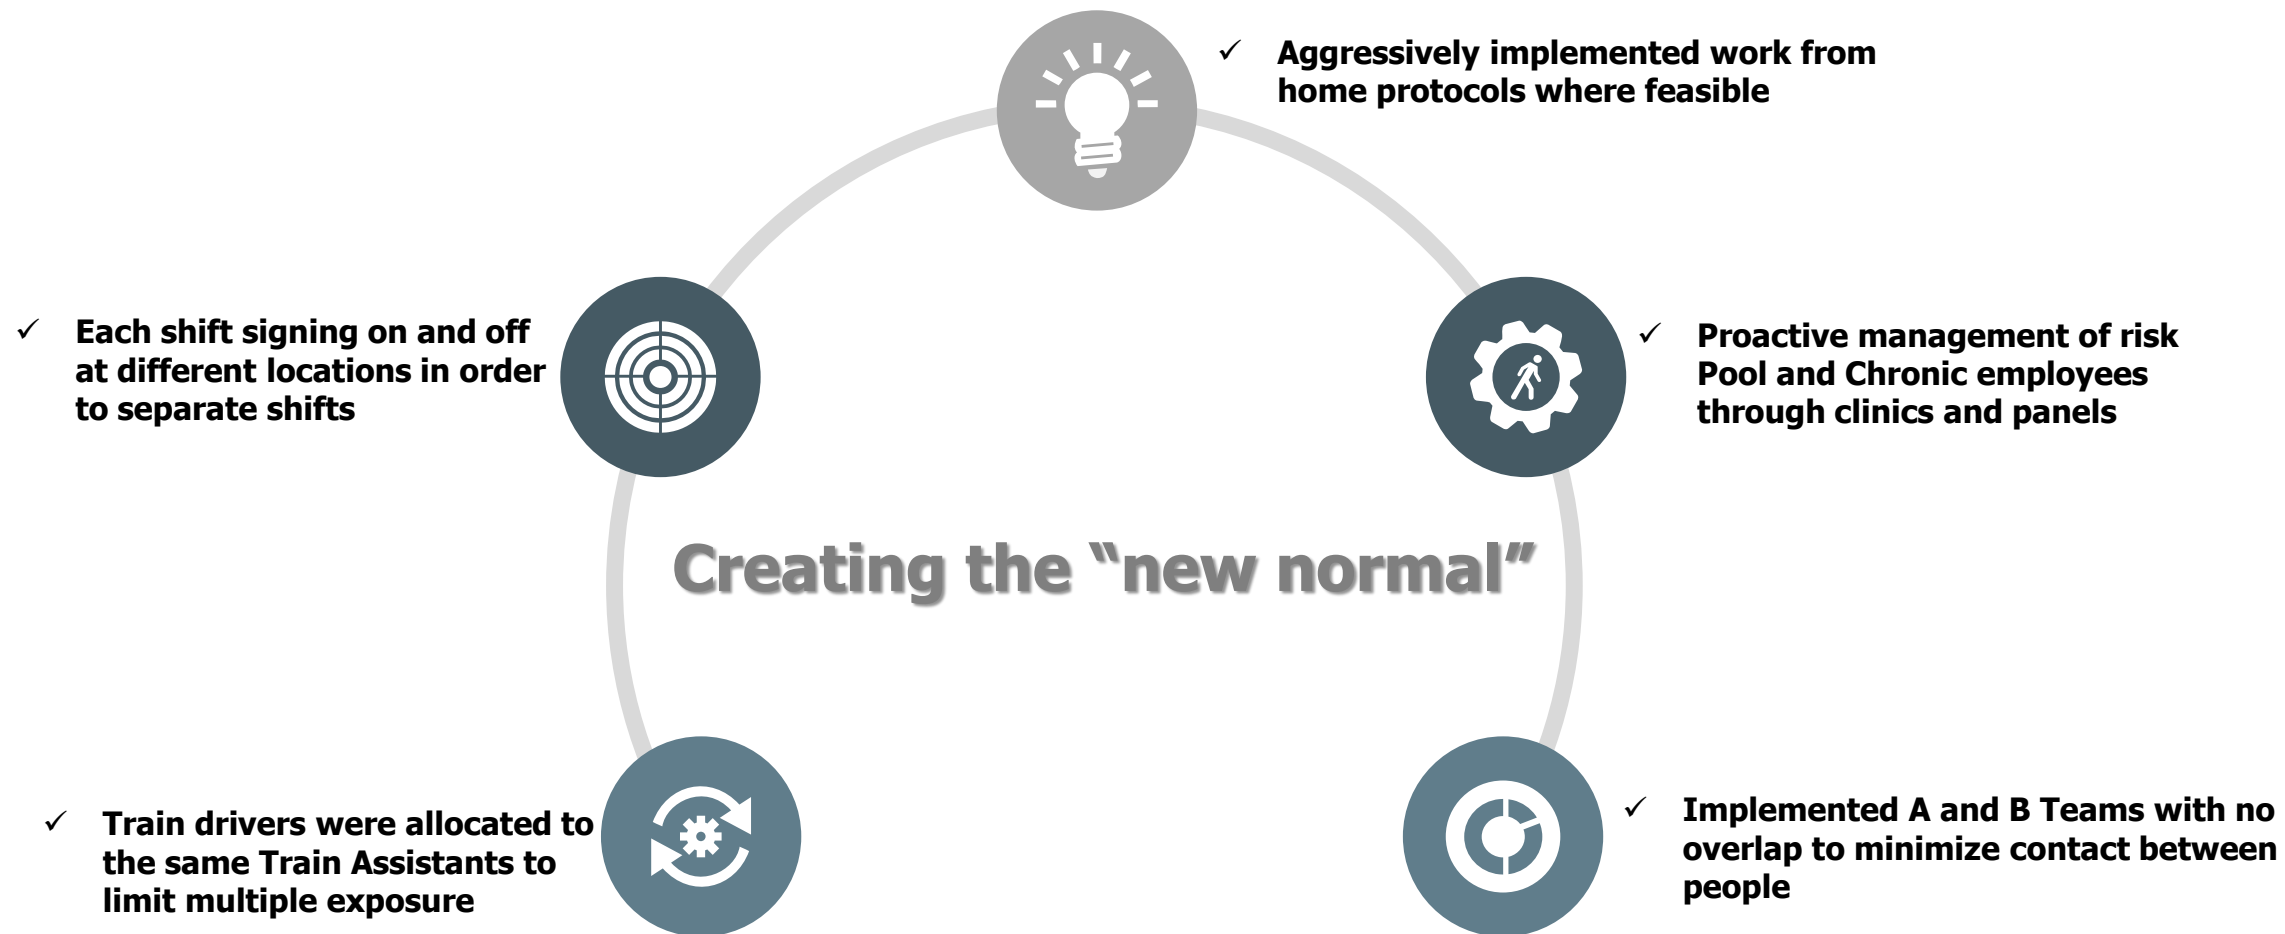 ✓ Aggressively implemented work from
home protocols where feasible
✓ Each shift signing on and off
at different locations in order
to separate shifts
✓ Proactive management of risk
Pool and Chronic employees
through clinics and panels
Creating the “new normal”
✓ Train drivers were allocated to
the same Train Assistants to
limit multiple exposure
✓ Implemented A and B Teams with no
overlap to minimize contact between
people